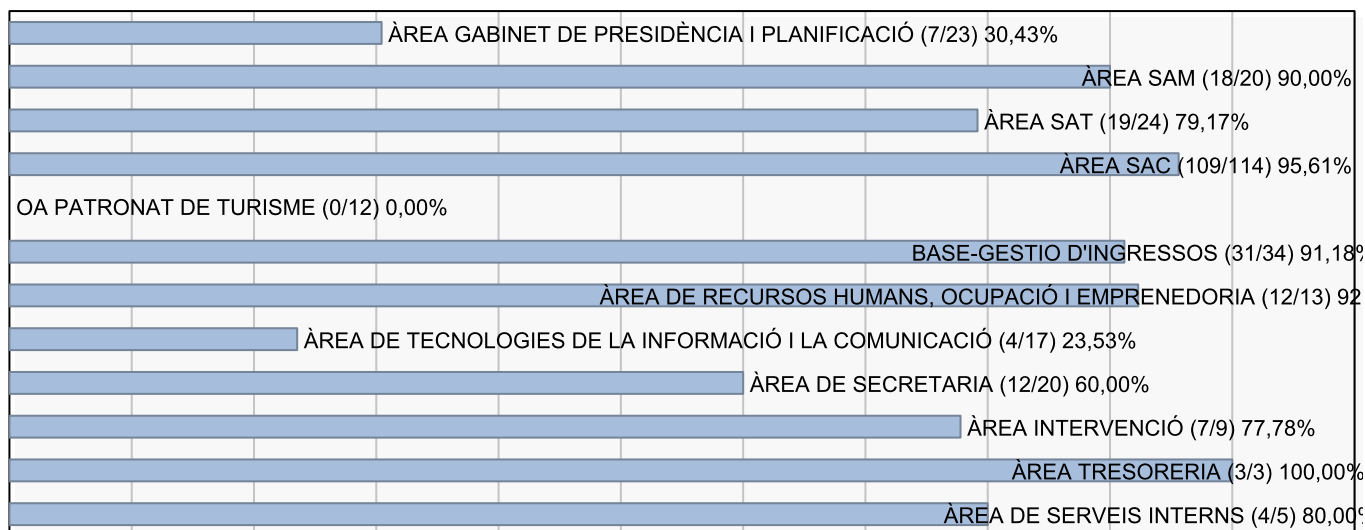 ÀREA GABINET DE PRESIDÈNCIA I PLANIFICACIÓ (7/23) 30,43%
ÀREA SAM (18/20) 90,00%
ÀREA SAT (19/24) 79,17%
ÀREA SAC (109/114) 95,61%
OA PATRONAT DE TURISME (0/12) 0,00%
BASE-GESTIO D'INGRESSOS (31/34) 91,18%
ÀREA DE RECURSOS HUMANS, OCUPACIÓ I EMPRENEDORIA (12/13) 92
ÀREA DE TECNOLOGIES DE LA INFORMACIÓ I LA COMUNICACIÓ (4/17) 23,53%
ÀREA DE SECRETARIA (12/20) 60,00%
ÀREA INTERVENCIÓ (7/9) 77,78%
ÀREA TRESORERIA (3/3) 100,00%
ÀREA DE SERVEIS INTERNS (4/5) 80,00%